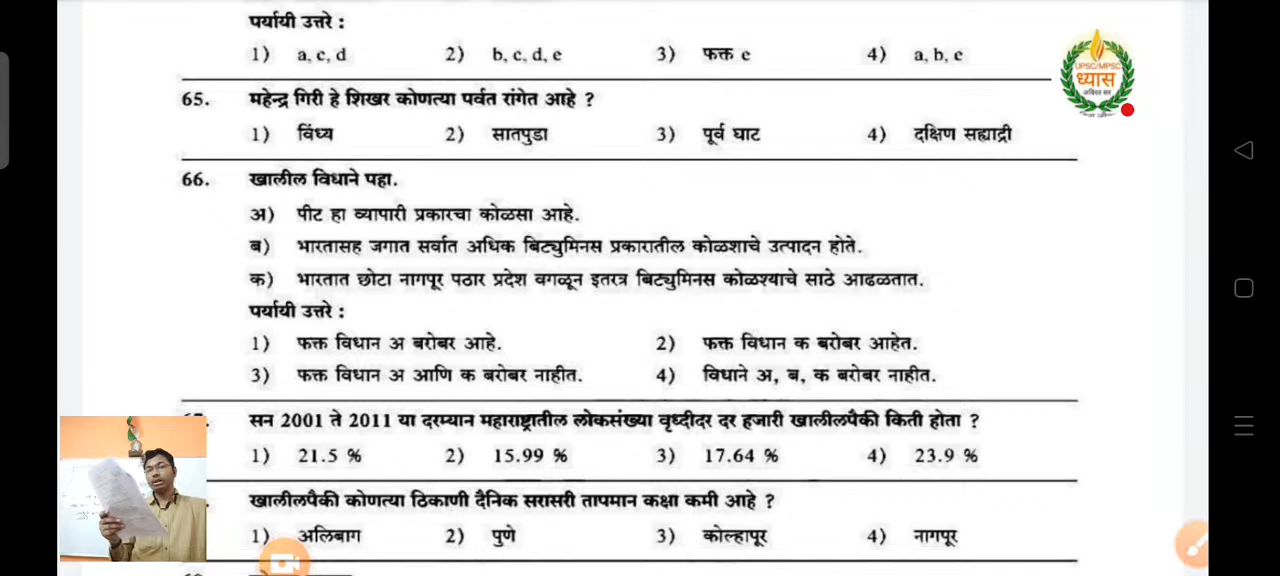 पर्यायी उत्तरे :
1) a, c, d 2) b, c, d, e 3) फक्त c 4) a, b, c
UPSC/MPSC
ध्यास
65. महेन्द्र गिरी हे शिखर कोणत्या पर्वत रांगेत आहे ?
1) विंध्य 2) सातपुडा 3) पूर्व घाट 4) दक्षिण सह्याद्री
66. खालील विधाने पहा.
अ) पीट हा व्यापारी प्रकारचा कोळसा आहे.
ब) भारतासह जगात सर्वात अधिक बिट्युमिनस प्रकारातील कोळशाचे उत्पादन होते.
क) भारतात छोटा नागपूर पठार प्रदेश वगळून इतरत्र बिट्युमिनस कोळश्याचे साठे आढळतात.
पर्यायी उत्तरे :
1) फक्त विधान अ बरोबर आहे. 2) फक्त विधान क बरोबर आहेत.
3) फक्त विधान अ आणि क बरोबर नाहीत. 4) विधाने अ, ब, क बरोबर नाहीत.
सन 2001 ते 2011 या दरम्यान महाराष्ट्रातील लोकसंख्या वृध्दीदर दर हजारी खालीलपैकी किती होता ?
1) 21.5 % 2) 15.99 % 3) 17.64 % 4) 23.9 %
खालीलपैकी कोणत्या ठिकाणी दैनिक सरासरी तापमान कक्षा कमी आहे ?
1) अलिबाग 2) पुणे 3) कोल्हापूर 4) नागपूर